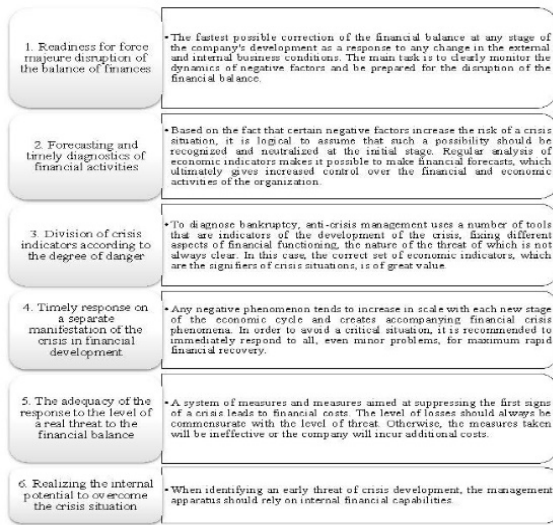 1. Readiness for force
majeure disruption of
the balance of finances
•The fastest possible correction of the financial balance at any stage of
the company's development as a response to any change in the external
and internal business conditions. The main task is to clearly monitor the
dynamics of negative factors and be prepared for the disruption of the
financial balance.
2. Forecasting and
timely diagnostics of
financial activities
•Based on the fact that certain negative factors increase the risk of a crisis
situation, it is logical to assume that such a possibility should be
recognized and neutralized at the initial stage. Regular analysis of
economic indicators makes it possible to make financial forecasts, which
ultimately gives increased control over the financial and economic
activities of the organization.
3. Division of crisis
indicators according to
the degree of danger
•To diagnose bankruptcy, anti-crisis management uses a number of tools
that are indicators of the development of the crisis, fixing different
aspects of financial functioning, the nature of the threat of which is not
always clear. In this case, the correct set of economic indicators, which
are the signifiers of crisis situations, is of great value.
4. Timely response on
a separate
manifestation of the
crisis in financial
development
•Any negative phenomenon tends to increase in scale with each new stage
of the economic cycle and creates accompanying financial crisis
phenomena. In order to avoid a critical situation, it is recommended to
immediately respond to all, even minor problems, for maximum rapid
financial recovery.
5. The adequacy of the
response to the level of
a real threat to the
financial balance
•A system of measures and measures aimed at suppressing the first signs
of a crisis leads to financial costs. The level of losses should always be
commensurate with the level of threat. Otherwise, the measures taken
will be ineffective or the company will incur additional costs.
6. Realizing the internal
potential to overcome
the crisis situation
•When identifying an early threat of crisis development, the management
apparatus should rely on internal financial capabilities.